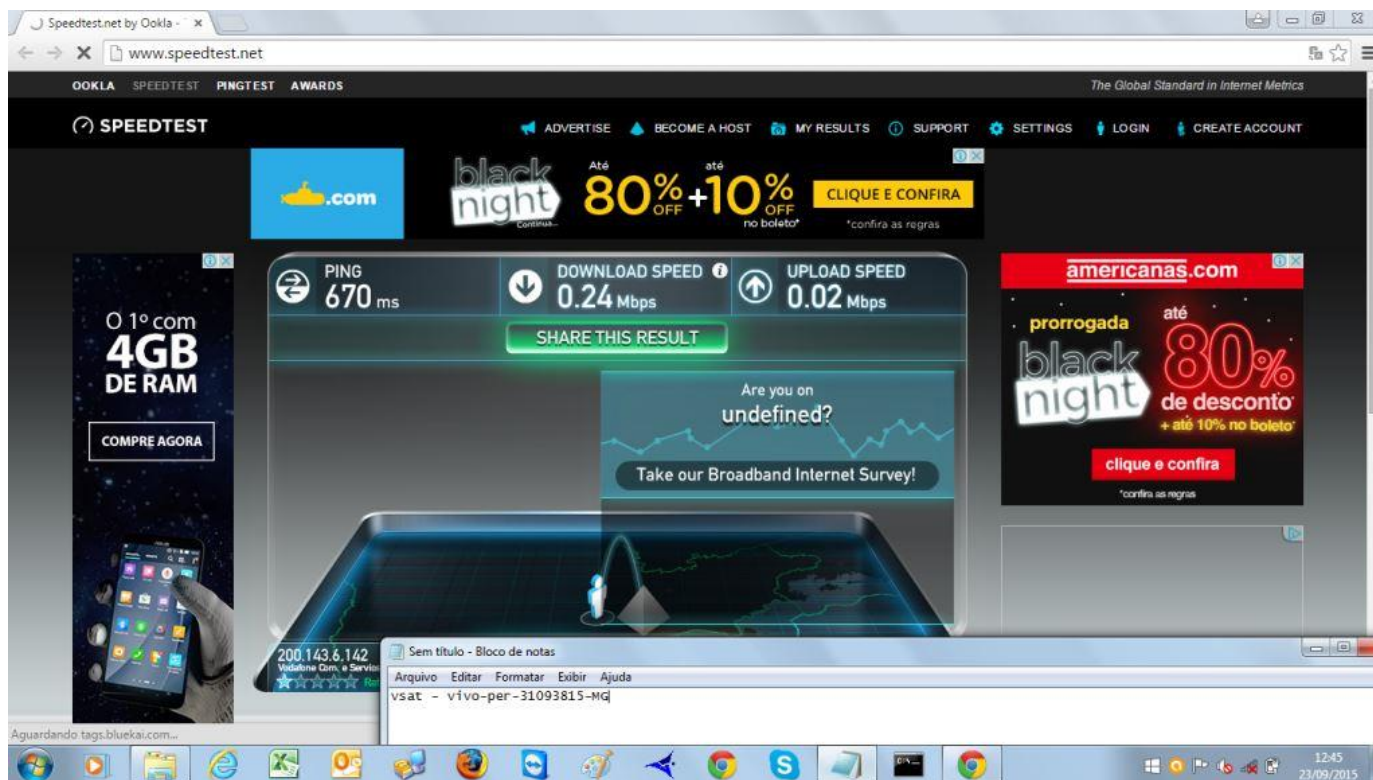 Speedtest.net by Ookla -
www.speedtest.net
OOKLA SPEEDTEST PINGTEST AWARDS
The Global Standard in Internet Metrics
SPEEDTEST
ADVERTISE BECOME A HOST MY RESULTS SUPPORT SETTINGS LOGIN CREATE ACCOUNT
.com
black night
Continua...
Até 80% OFF
+ até 10% OFF
no boleto*
CLIQUE E CONFIRA
*confira as regras
O 1º com
4GB
DE RAM
COMPRE AGORA
PING
670 ms
DOWNLOAD SPEED
0.24 Mbps
UPLOAD SPEED
0.02 Mbps
SHARE THIS RESULT
Are you on
undefined?
Take our Broadband Internet Survey!
americanas.com
prorrogada
black
night
até
80%
de desconto*
+ até 10% no boleto*
clique e confira
*confira as regras
200.143.6.142
Vodafone Com. e Servios
Sem título - Bloco de notas
Arquivo Editar Formatar Exibir Ajuda
vsat - vivo-per-31093815-MG
Aguardando tags.bluekai.com...
12:45
23/09/2015